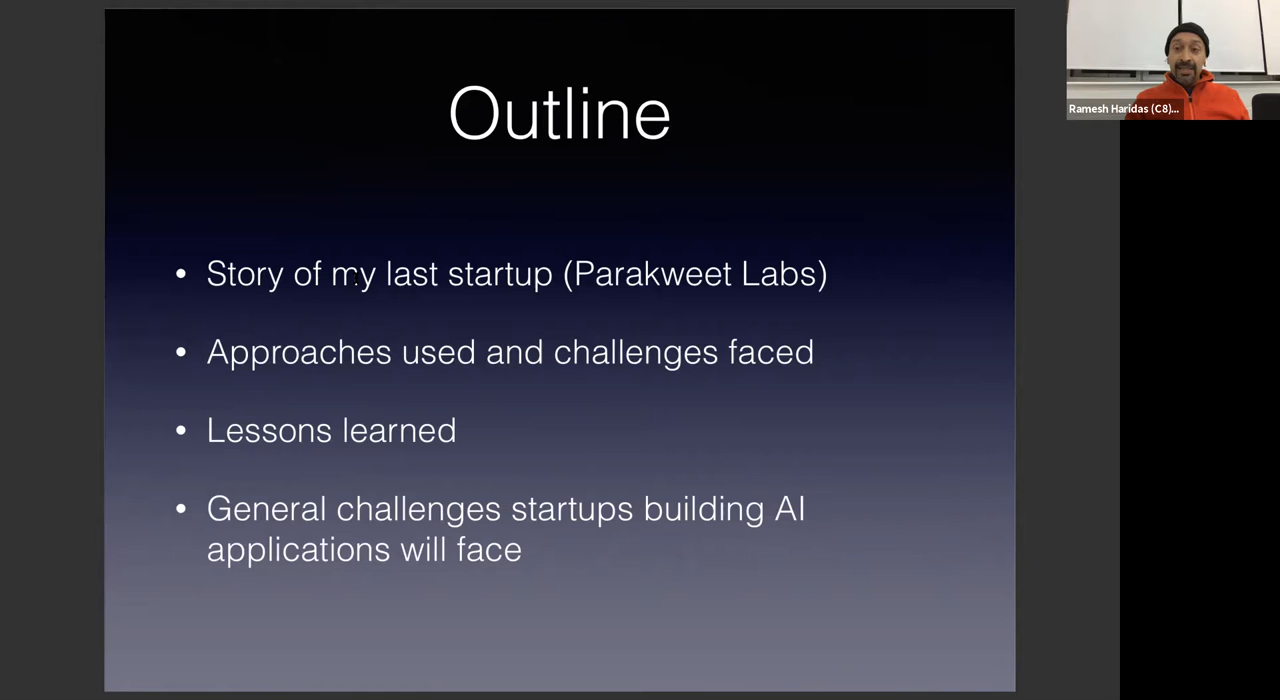 Outline
• Story of my last startup (Parakweet Labs)
• Approaches used and challenges faced
• Lessons learned
• General challenges startups building AI
applications will face
Ramesh Haridas (C8)...